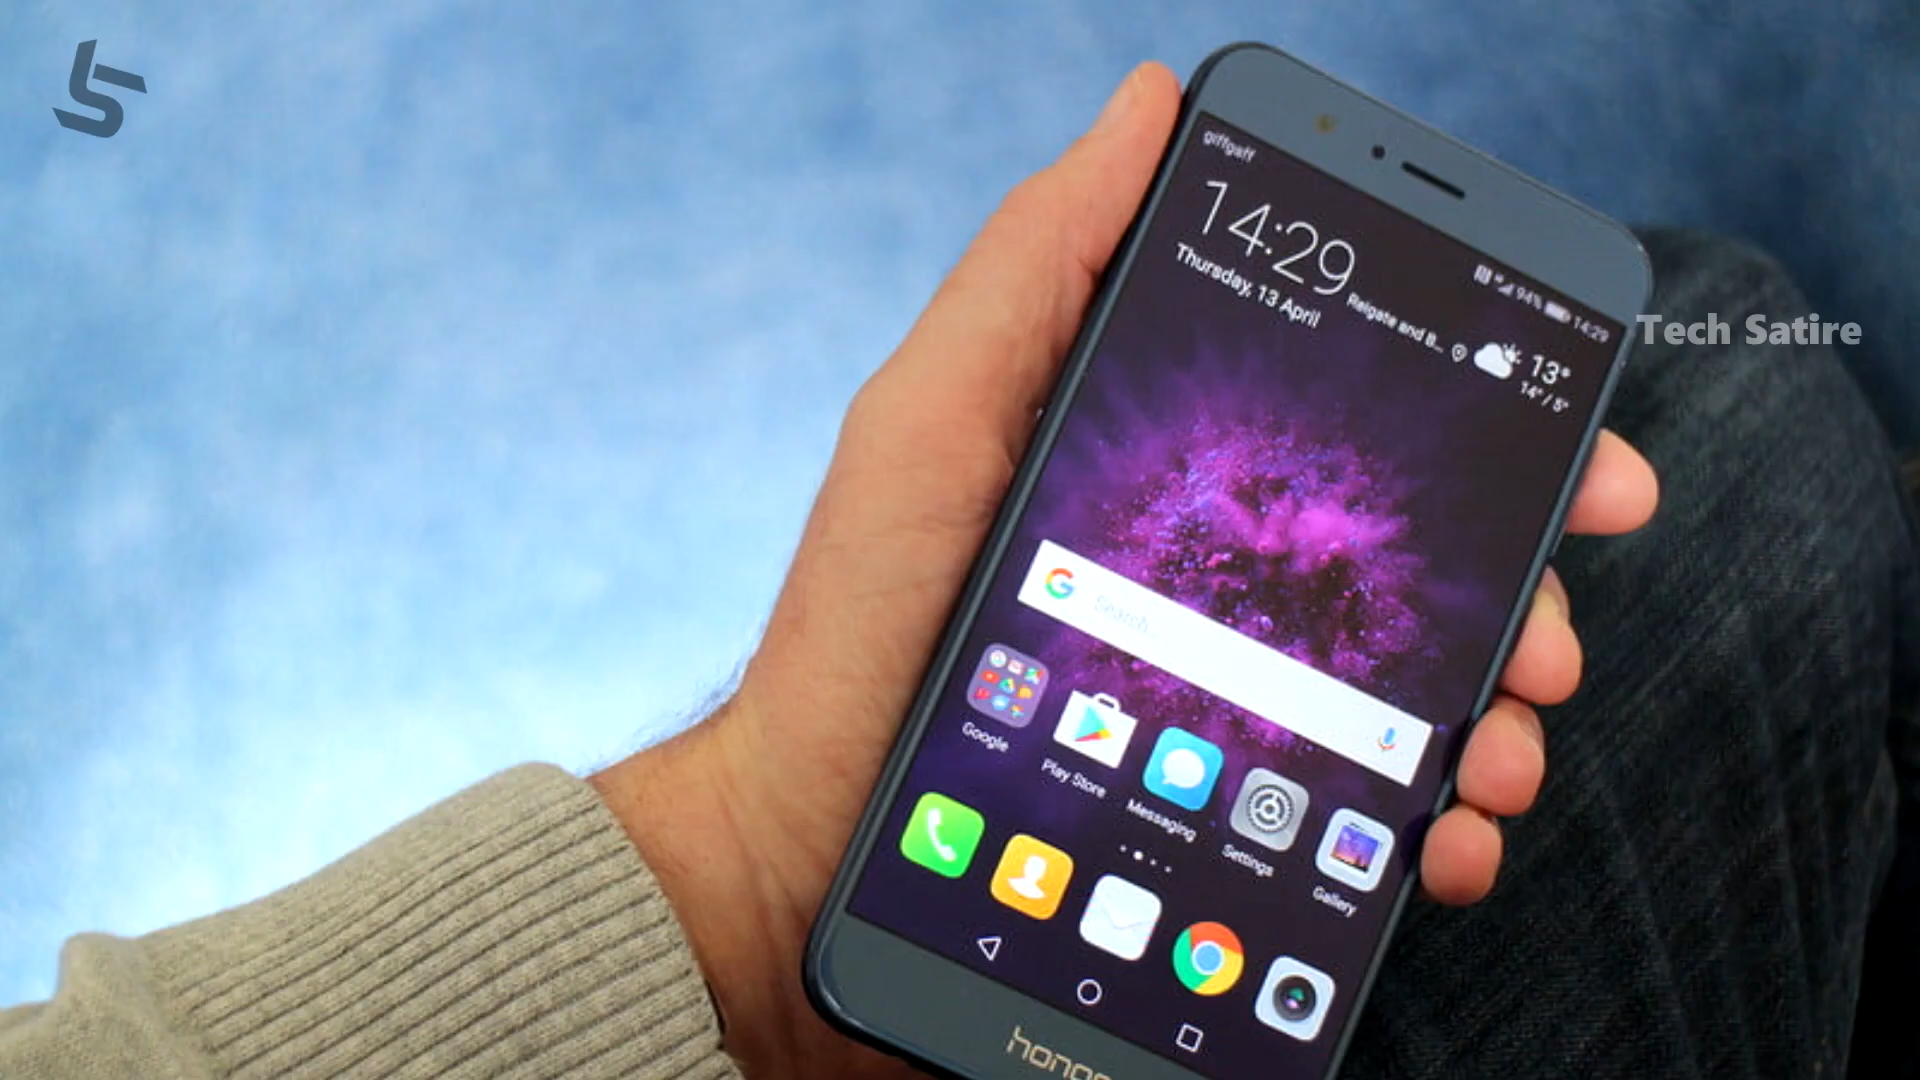 giffgaff
94% 14:29
14:29
Thursday, 13 April
Reigate and B...
13°
14° / 5°
Tech Satire
Search...
Google
Play Store
Messaging
Settings
Gallery
honor